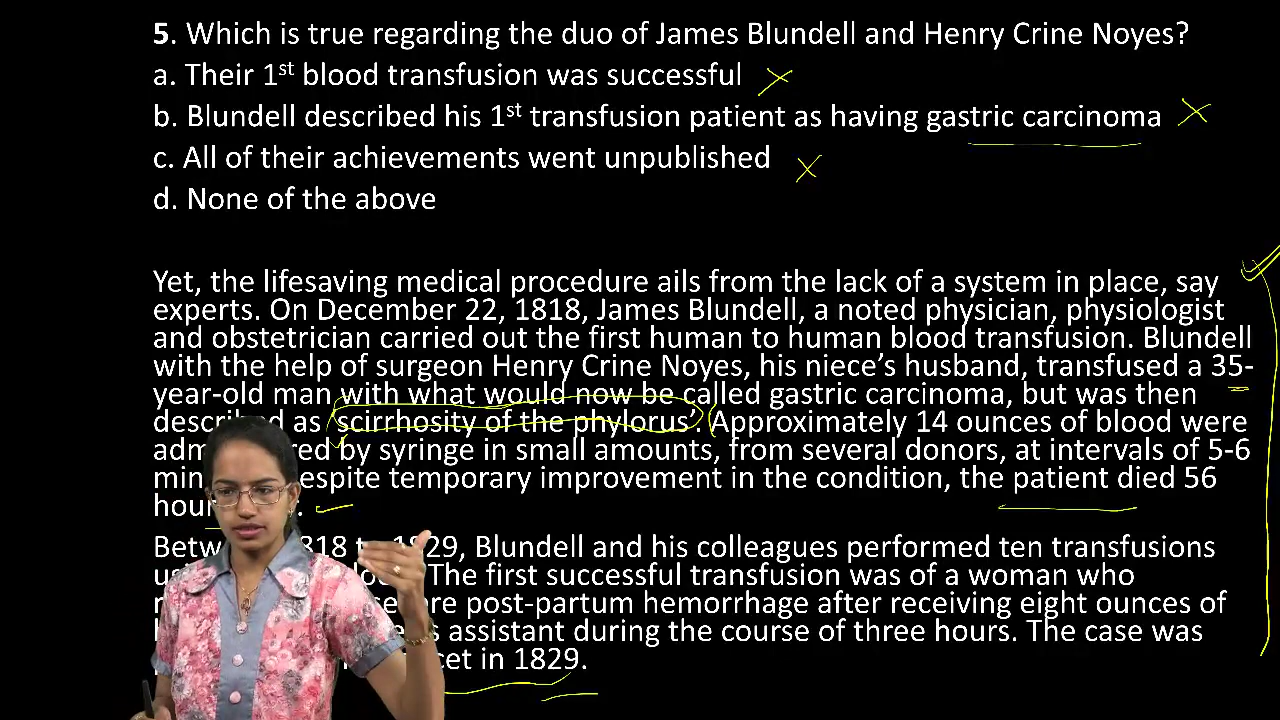 5. Which is true regarding the duo of James Blundell and Henry Crine Noyes?
a. Their 1st blood transfusion was successful
b. Blundell described his 1st transfusion patient as having gastric carcinoma
c. All of their achievements went unpublished
d. None of the above
Yet, the lifesaving medical procedure ails from the lack of a system in place, say
experts. On December 22, 1818, James Blundell, a noted physician, physiologist
and obstetrician carried out the first human to human blood transfusion. Blundell
with the help of surgeon Henry Crine Noyes, his niece's husband, transfused a 35-
year-old man with what would now be called gastric carcinoma, but was then
as scirrhosity of the phylorus'. Approximately 14 ounces of blood were
by syringe in small amounts, from several donors, at intervals of 5-6
temporary improvement in the condition, the patient died 56
1829, Blundell and his colleagues performed ten transfusions
The first successful transfusion was of a woman who
post-partum hemorrhage after receiving eight ounces of
assistant during the course of three hours. The case was
in 1829.